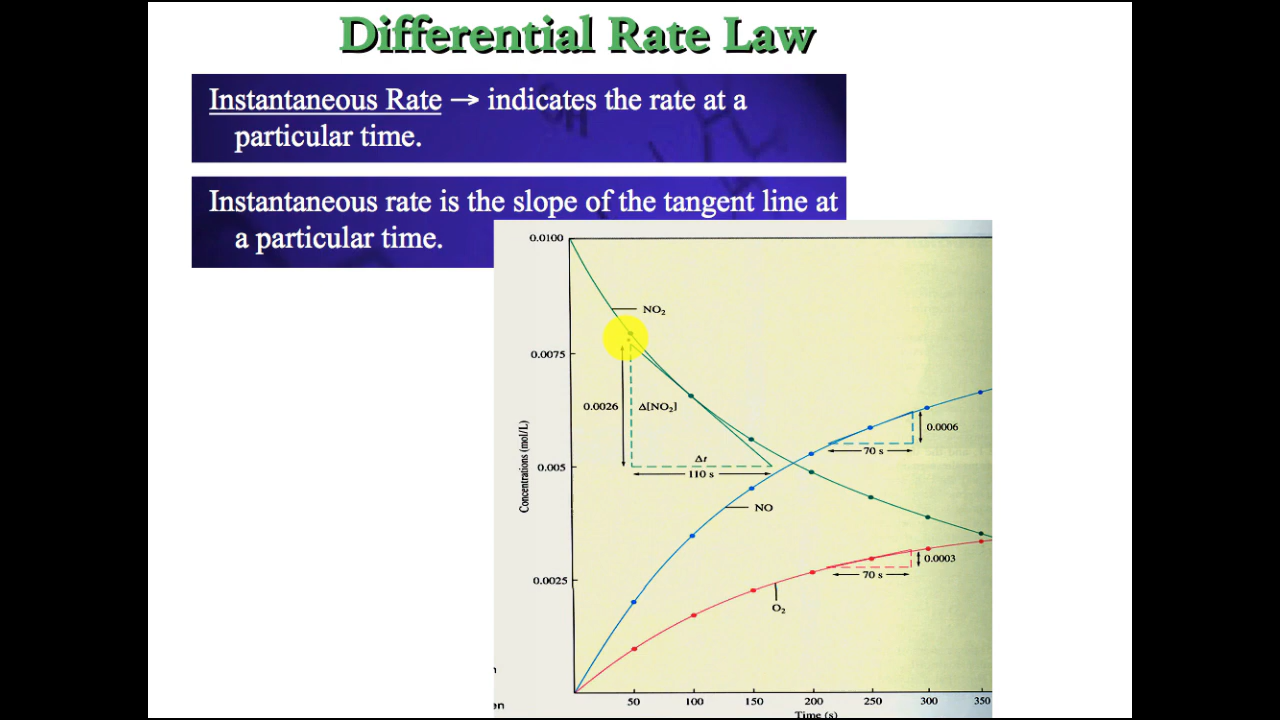 Differential Rate Law
Instantaneous Rate → indicates the rate at a
particular time.
Instantaneous rate is the slope of the tangent line at
a particular time.
0.0100
NO₂
0.0075
0.0026
Δ[NO₂]
0.0006
70 s
Δt
0.005
110 s
Concentrations (mol/L)
NO
0.0003
70 s
0.0025
O₂
50 100 150 200 250 300 350
Time (s)